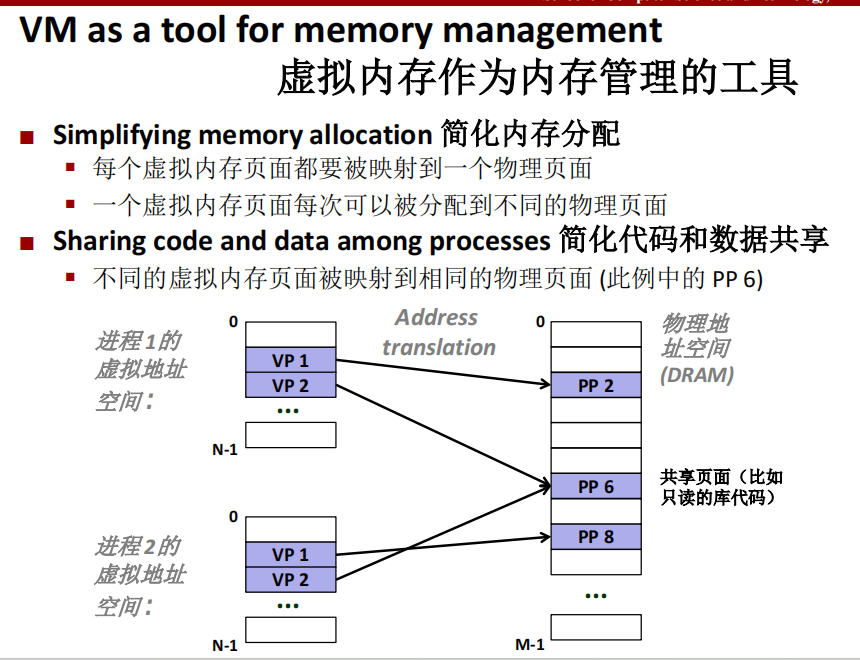 VM as a tool for memory management
虚拟内存作为内存管理的工具
■ Simplifying memory allocation 简化内存分配
▪ 每个虚拟内存页面都要被映射到一个物理页面
▪ 一个虚拟内存页面每次可以被分配到不同的物理页面
■ Sharing code and data among processes 简化代码和数据共享
▪ 不同的虚拟内存页面被映射到相同的物理页面 (此例中的 PP 6)
进程1的
虚拟地址
空间：
0
VP 1
VP 2
...
N-1
Address
translation
0
PP 2
PP 6
PP 8
...
M-1
物理地
址空间
(DRAM)
共享页面（比如
只读的库代码）
进程2的
虚拟地址
空间：
0
VP 1
VP 2
...
N-1